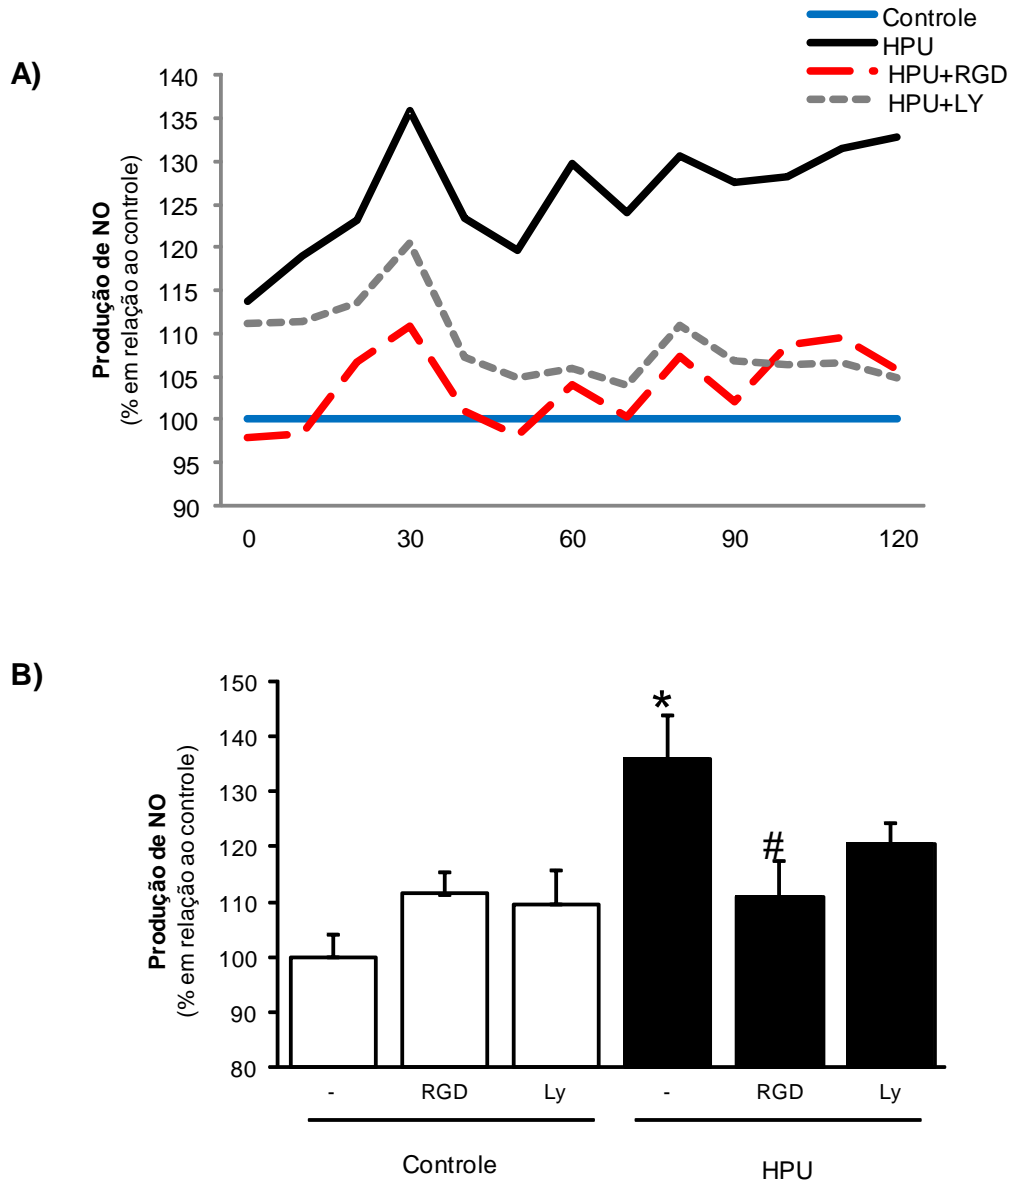 Controle
HPU
HPU+RGD
HPU+LY
A)
Produção de NO
(% em relação ao controle)
140
135
130
125
120
115
110
105
100
95
90
0 30 60 90 120
B)
Produção de NO
(% em relação ao controle)
150
140
130
120
110
100
90
80
*
#
- RGD Ly - RGD Ly
Controle HPU